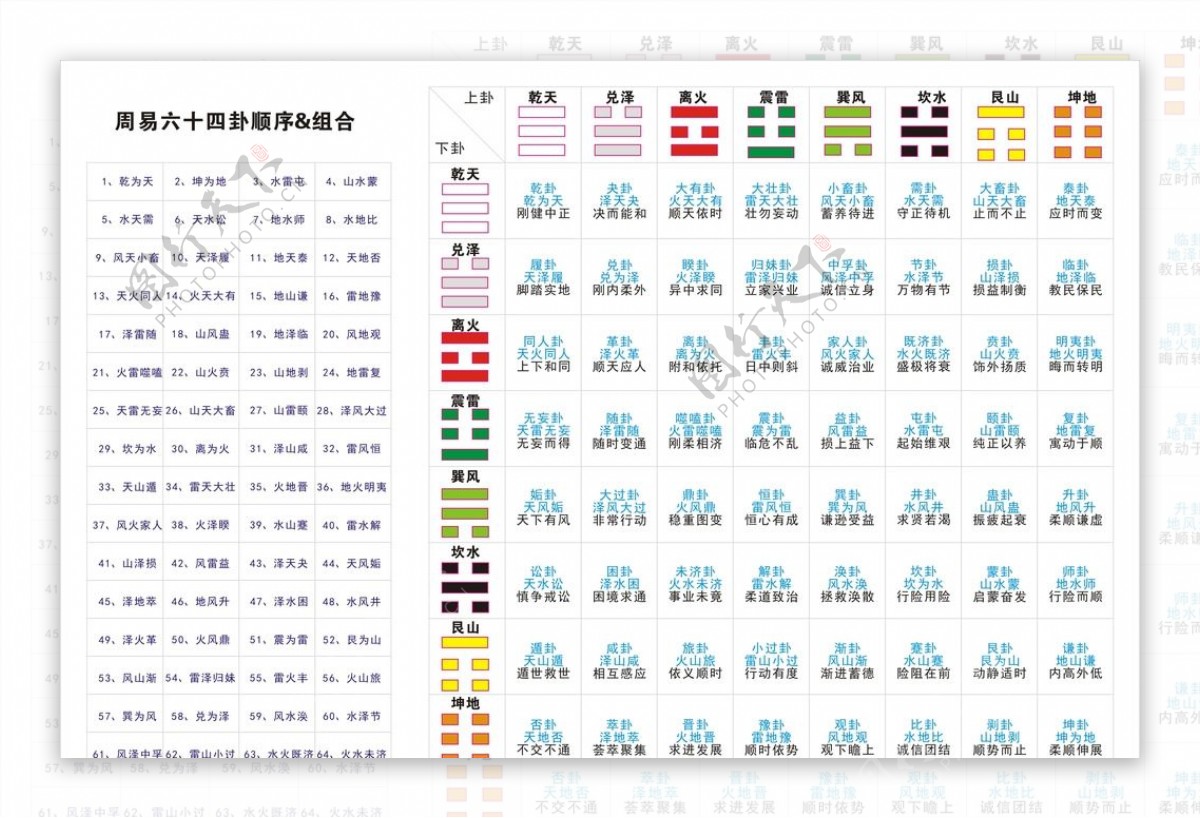 周易六十四卦顺序&组合
1、乾为天 2、坤为地 3、水雷屯 4、山水蒙
5、水天需 6、天水讼 7、地水师 8、水地比
9、风天小畜 10、天泽履 11、地天泰 12、天地否
13、天火同人 14、火天大有 15、地山谦 16、雷地豫
17、泽雷随 18、山风蛊 19、地泽临 20、风地观
21、火雷噬嗑 22、山火贲 23、山地剥 24、地雷复
25、天雷无妄 26、山天大畜 27、山雷颐 28、泽风大过
29、坎为水 30、离为火 31、泽山咸 32、雷风恒
33、天山遁 34、雷天大壮 35、火地晋 36、地火明夷
37、风火家人 38、火泽睽 39、水山蹇 40、雷水解
41、山泽损 42、风雷益 43、泽天夬 44、天风姤
45、泽地萃 46、地风升 47、泽水困 48、水风井
49、泽火革 50、火风鼎 51、震为雷 52、艮为山
53、风山渐 54、雷泽归妹 55、雷火丰 56、火山旅
57、巽为风 58、兑为泽 59、风水涣 60、水泽节
61、风泽中孚 62、雷山小过 63、水火既济 64、火水未济
上卦 乾天 兑泽 离火 震雷 巽风 坎水 艮山 坤地
下卦
乾天
乾卦 夬卦 大有卦 大壮卦 小畜卦 需卦 大畜卦 泰卦
乾为天 泽天夬 火天大有 雷天大壮 风天小畜 水天需 山天大畜 地天泰
刚健中正 决而能和 顺天依时 壮勿妄动 蓄养待进 守正待机 止而不止 应时而变
兑泽
履卦 兑卦 睽卦 归妹卦 中孚卦 节卦 损卦 临卦
天泽履 兑为泽 火泽睽 雷泽归妹 风泽中孚 水泽节 山泽损 地泽临
脚踏实地 刚内柔外 异中求同 立家兴业 诚信立身 万物有节 损益制衡 教民保民
离火
同人卦 革卦 离卦 丰卦 家人卦 既济卦 贲卦 明夷卦
天火同人 泽火革 离为火 雷火丰 风火家人 水火既济 山火贲 地火明夷
上下和同 顺天应人 附和依托 日中则斜 诚威治业 盛极将衰 饰外扬质 晦而转明
震雷
无妄卦 随卦 噬嗑卦 震卦 益卦 屯卦 颐卦 复卦
天雷无妄 泽雷随 火雷噬嗑 震为雷 风雷益 水雷屯 山雷颐 地雷复
无妄而得 随时变通 刚柔相济 临危不乱 损上益下 起始维艰 纯正以养 寓动于顺
巽风
姤卦 大过卦 鼎卦 恒卦 巽卦 井卦 蛊卦 升卦
天风姤 泽风大过 火风鼎 雷风恒 巽为风 水风井 山风蛊 地风升
天下有风 非常行动 稳重图变 恒心有成 谦逊受益 求贤若渴 振疲起衰 柔顺谦虚
坎水
讼卦 困卦 未济卦 解卦 涣卦 坎卦 蒙卦 师卦
天水讼 泽水困 火水未济 雷水解 风水涣 坎为水 山水蒙 地水师
慎争戒讼 困境求通 事业未竟 柔道致治 拯救涣散 行险用险 启蒙奋发 行险而顺
艮山
遁卦 咸卦 旅卦 小过卦 渐卦 蹇卦 艮卦 谦卦
天山遁 泽山咸 火山旅 雷山小过 风山渐 水山蹇 艮为山 地山谦
遁世救世 相互感应 依义顺时 行动有度 渐进蓄德 险阻在前 动静适时 内高外低
坤地
否卦 萃卦 晋卦 豫卦 观卦 比卦 剥卦 坤卦
天地否 泽地萃 火地晋 雷地豫 风地观 水地比 山地剥 坤为地
不交不通 荟萃聚集 求进发展 顺时依势 观下瞻上 诚信团结 顺势而止 柔顺伸展
图行天下
PHOTOPHOTO.CN
图行天下
PHOTOPHOTO.CN